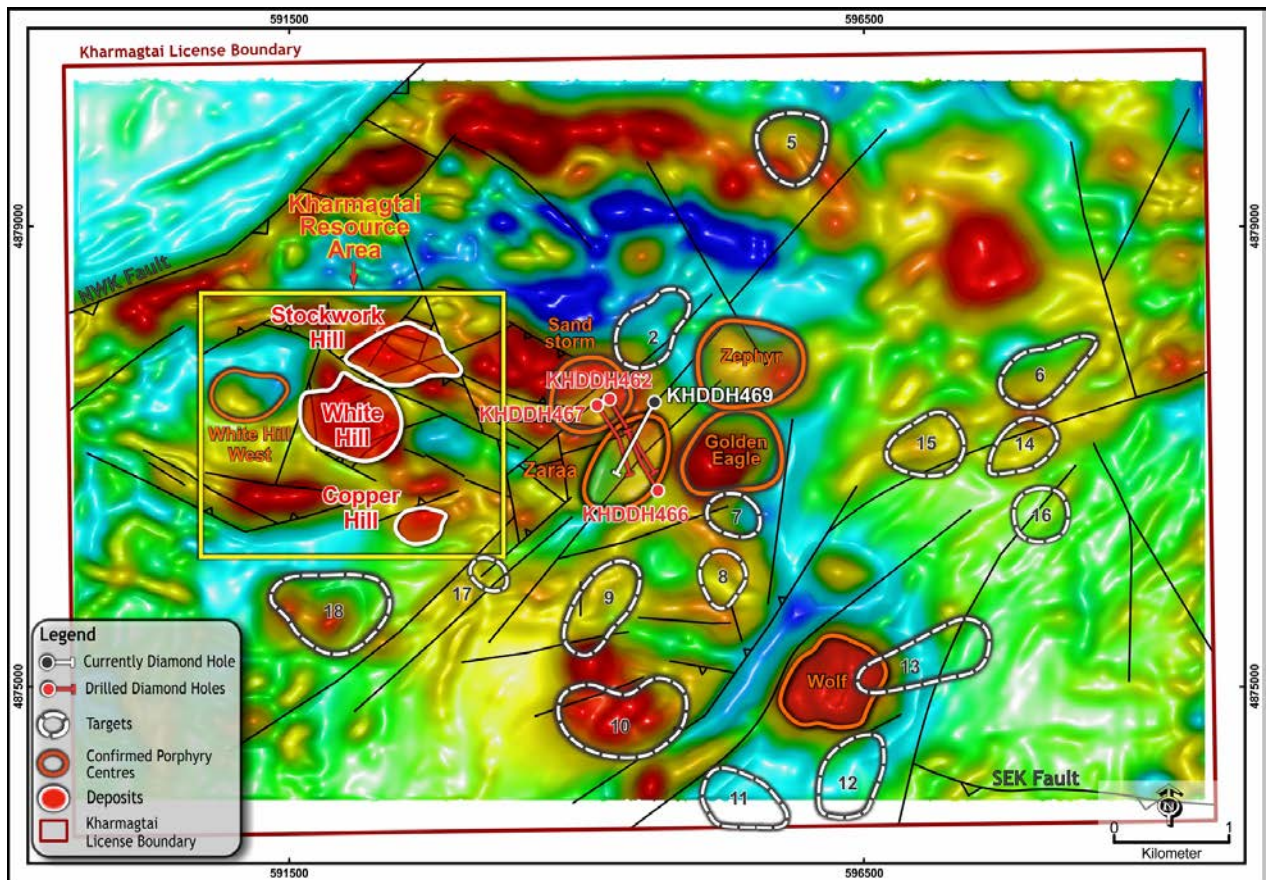 591500
596500
Kharmagtai License Boundary
4879000
4879000
5
Kharmagtai
Resource
Area
NWK Fault
Stockwork
Hill
Sand
storm
2
Zephyr
6
KHDDH462
KHDDH469
KHDDH467
White
Hill
White Hill
West
Golden
Eagle
15
14
Zaraa
Copper
Hill
KHDDH466
7
16
17
8
9
18
13
Wolf
10
12
11
SEK Fault
4875000
4875000
Legend
Currently Diamond Hole
Drilled Diamond Holes
Targets
Confirmed Porphyry
Centres
Deposits
Kharmagtai
License Boundary
N
0 1
Kilometer
591500
596500